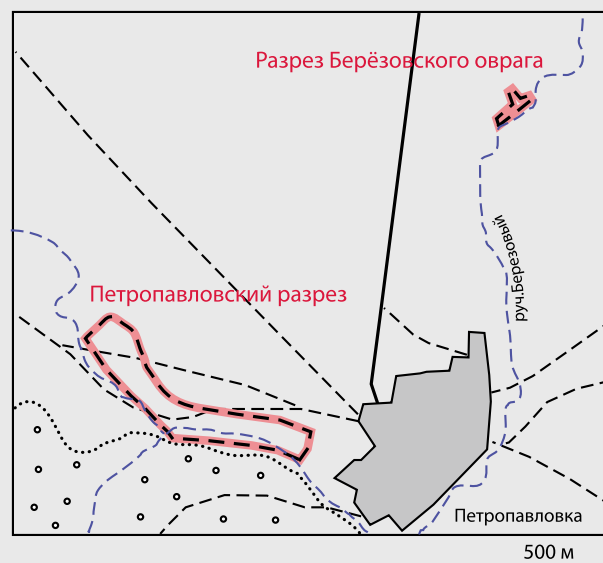 Разрез Берёзовского оврага
руч.Березовый
Петропавловский разрез
Петропавловка
500 м